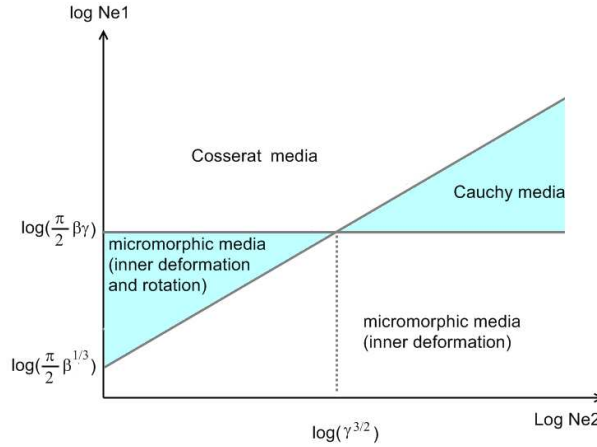 log Ne1
Cosserat media
Cauchy media
log(π/2 βγ)
micromorphic media
(inner deformation
and rotation)
micromorphic media
(inner deformation)
log(π/2 β^1/3)
Log Ne2
log(γ^3/2)